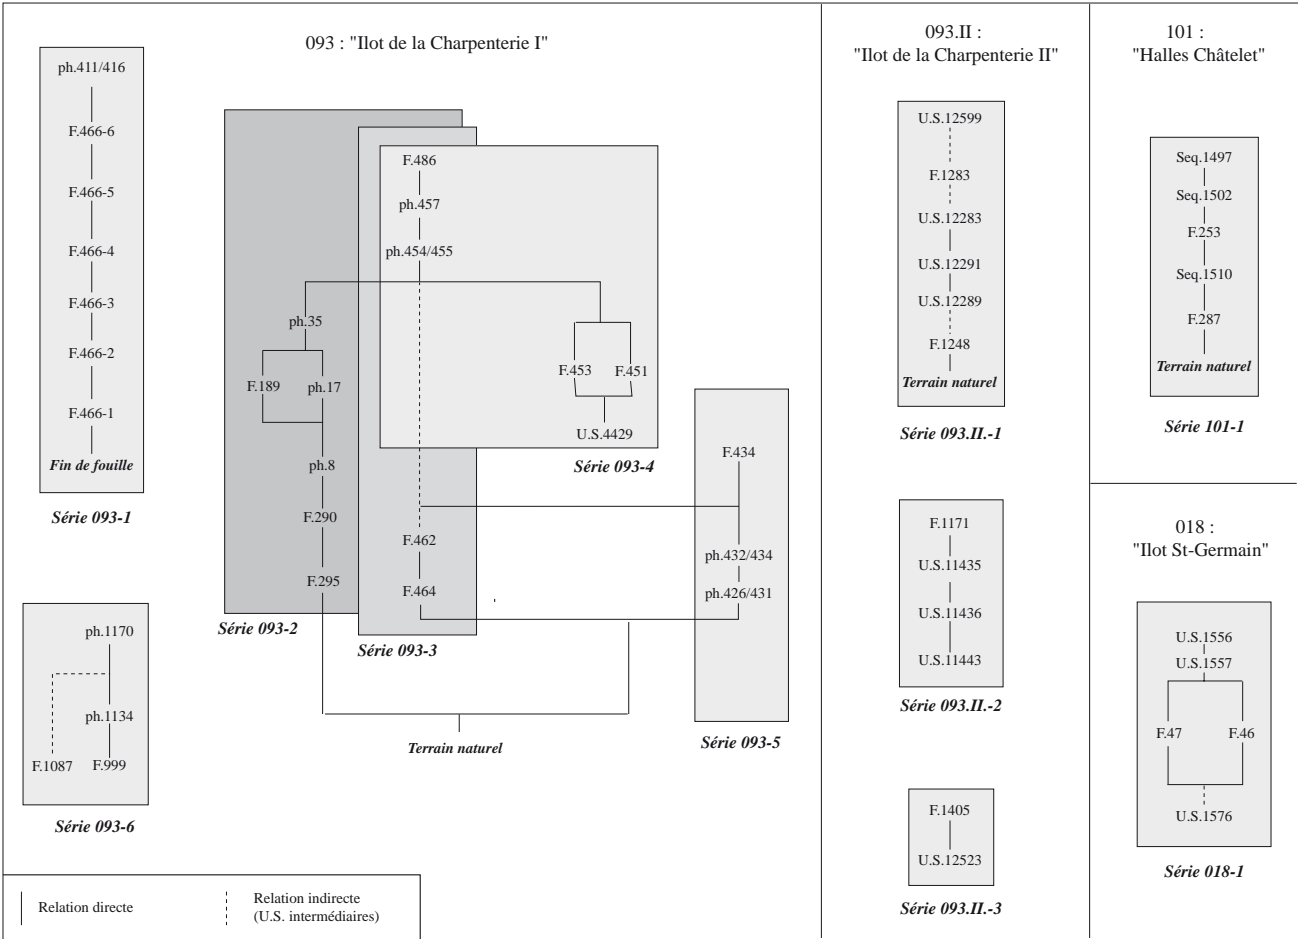 093 : "Ilot de la Charpenterie I"
ph.411/416
F.466-6
F.466-5
F.466-4
F.466-3
F.466-2
F.466-1
Fin de fouille
Série 093-1
F.486
ph.457
ph.454/455
ph.35
F.189
ph.17
F.453
F.451
U.S.4429
Série 093-4
ph.8
F.290
F.295
Série 093-2
F.462
F.464
Série 093-3
F.434
ph.432/434
ph.426/431
Série 093-5
Terrain naturel
ph.1170
ph.1134
F.1087
F.999
Série 093-6
Relation directe
Relation indirecte
(U.S. intermédiaires)
093.II :
"Ilot de la Charpenterie II"
U.S.12599
F.1283
U.S.12283
U.S.12291
U.S.12289
F.1248
Terrain naturel
Série 093.II.-1
F.1171
U.S.11435
U.S.11436
U.S.11443
Série 093.II.-2
F.1405
U.S.12523
Série 093.II.-3
101 :
"Halles Châtelet"
Seq.1497
Seq.1502
F.253
Seq.1510
F.287
Terrain naturel
Série 101-1
018 :
"Ilot St-Germain"
U.S.1556
U.S.1557
F.47
F.46
U.S.1576
Série 018-1